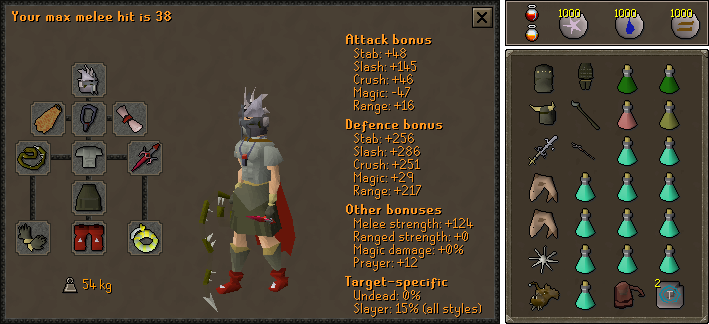 Your max melee hit is 38
Attack bonus
Stab: +48
Slash: +145
Crush: +46
Magic: -47
Range: +16
Defence bonus
Stab: +256
Slash: +286
Crush: +251
Magic: +29
Range: +217
Other bonuses
Melee strength: +124
Ranged strength: +0
Magic damage: +0%
Prayer: +12
Target-specific
Undead: 0%
Slayer: 15% (all styles)
54 kg
1000 1000 1000
2
T